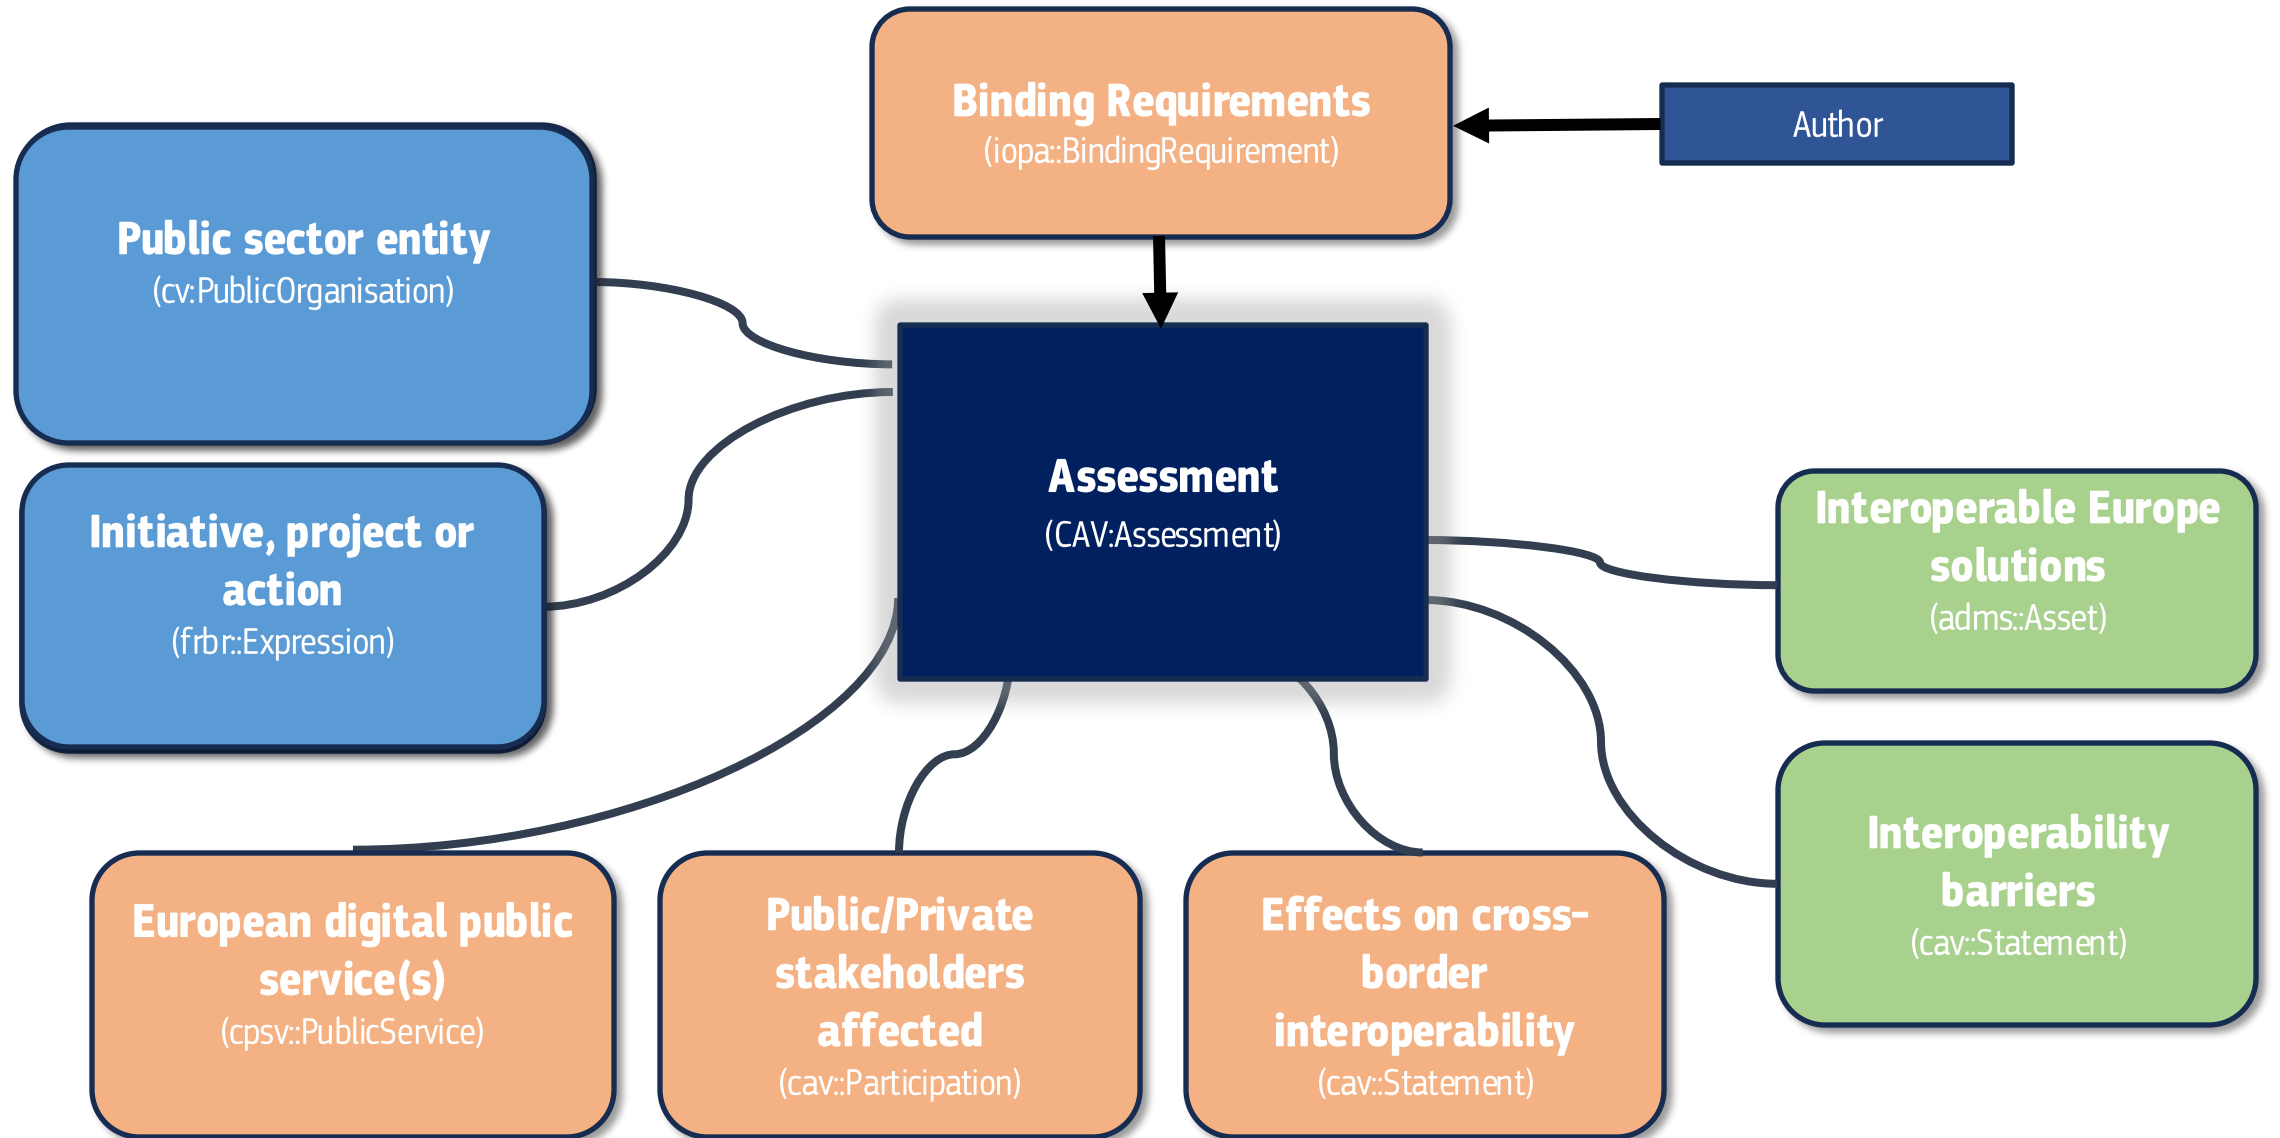 Binding Requirements
(iopa::BindingRequirement)
Author
Public sector entity
(cv:PublicOrganisation)
Assessment
(CAV:Assessment)
Initiative, project or
action
(frbr::Expression)
Interoperable Europe
solutions
(adms::Asset)
Interoperability
barriers
(cav::Statement)
European digital public
service(s)
(cpsv::PublicService)
Public/Private
stakeholders
affected
(cav::Participation)
Effects on cross-
border
interoperability
(cav::Statement)